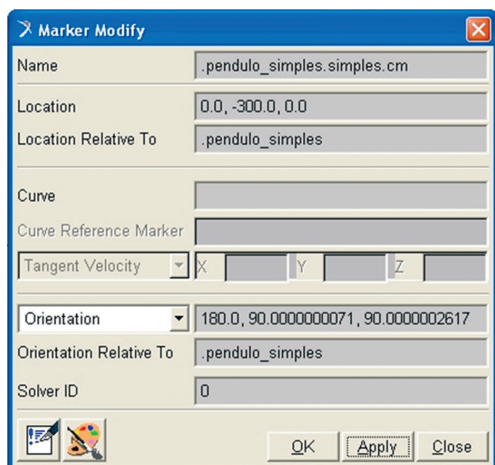 Marker Modify
Name .pendulo_simples.simples.cm
Location 0.0, -300.0, 0.0
Location Relative To .pendulo_simples
Curve
Curve Reference Marker
Tangent Velocity X Y Z
Orientation 180.0, 90.0000000071, 90.0000002617
Orientation Relative To .pendulo_simples
Solver ID 0
OK Apply Close